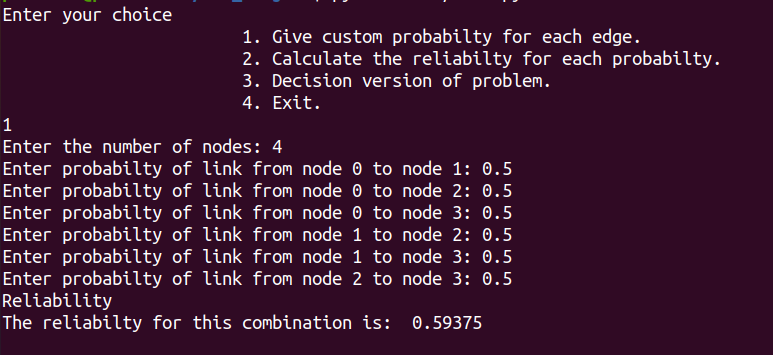 Enter your choice
1. Give custom probabilty for each edge.
2. Calculate the reliabilty for each probabilty.
3. Decision version of problem.
4. Exit.
1
Enter the number of nodes: 4
Enter probabilty of link from node 0 to node 1: 0.5
Enter probabilty of link from node 0 to node 2: 0.5
Enter probabilty of link from node 0 to node 3: 0.5
Enter probabilty of link from node 1 to node 2: 0.5
Enter probabilty of link from node 1 to node 3: 0.5
Enter probabilty of link from node 2 to node 3: 0.5
Reliability
The reliabilty for this combination is:  0.59375